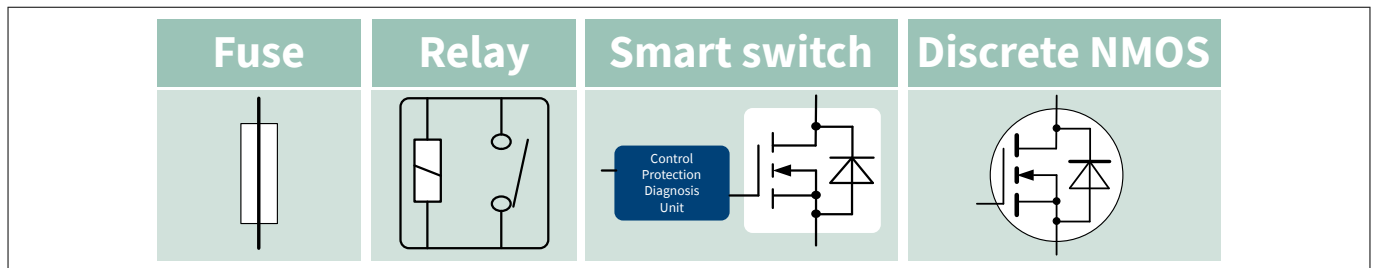 Fuse
Relay
Smart switch
Discrete NMOS
Control
Protection
Diagnosis
Unit